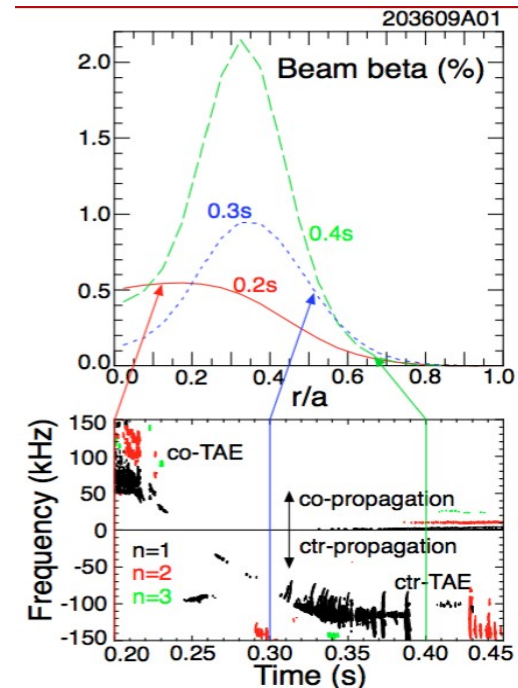 203609A01
Beam beta (%)
2.0
1.5
1.0
0.5
0.0
0.3s
0.4s
0.2s
0.0 0.2 0.4 0.6 0.8 1.0
r/a
Frequency (kHz)
150
100
50
0
-50
-100
-150
co-TAE
co-propagation
ctr-propagation
n=1
n=2
n=3
ctr-TAE
0.20 0.25 0.30 0.35 0.40 0.45
Time (s)